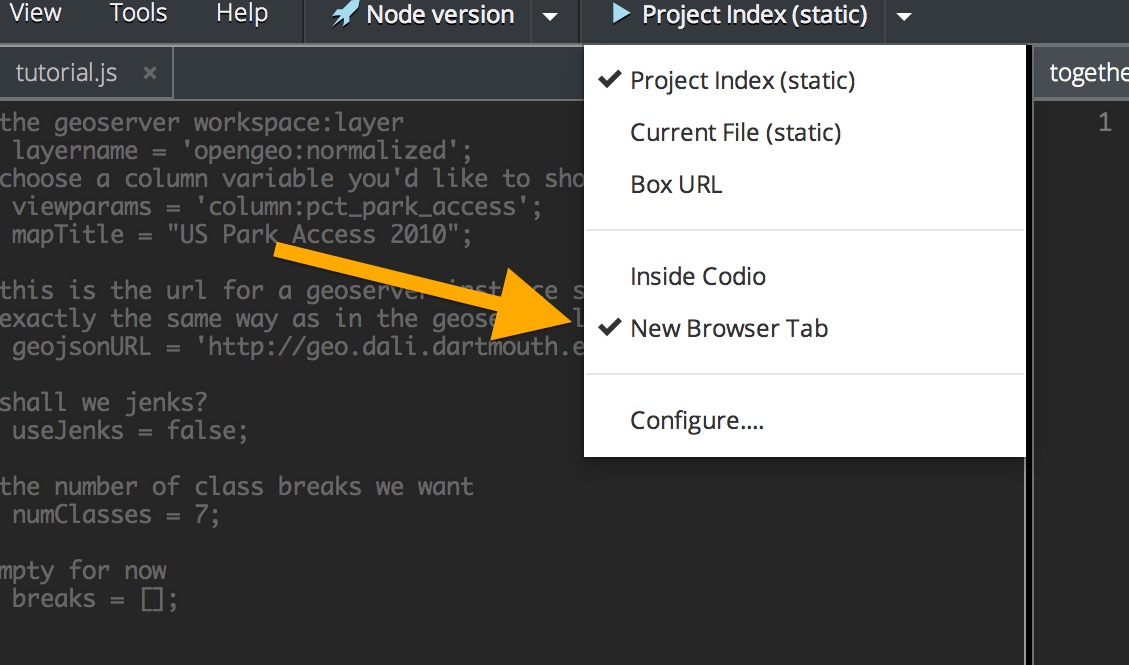 View Tools Help Node version Project Index (static)
tutorial.js ×
the geoserver workspace:layer
layername = 'opengeo:normalized';
choose a column variable you'd like to sho
viewparams = 'column:pct_park_access';
mapTitle = "US Park Access 2010";
this is the url for a geoserver instance s
exactly the same way as in the geose l
geojsonURL = 'http://geo.dali.dartmouth.e
shall we jenks?
useJenks = false;
the number of class breaks we want
numClasses = 7;
mpty for now
breaks = [];
Project Index (static)
Current File (static)
Box URL
Inside Codio
New Browser Tab
Configure....
togethe
1